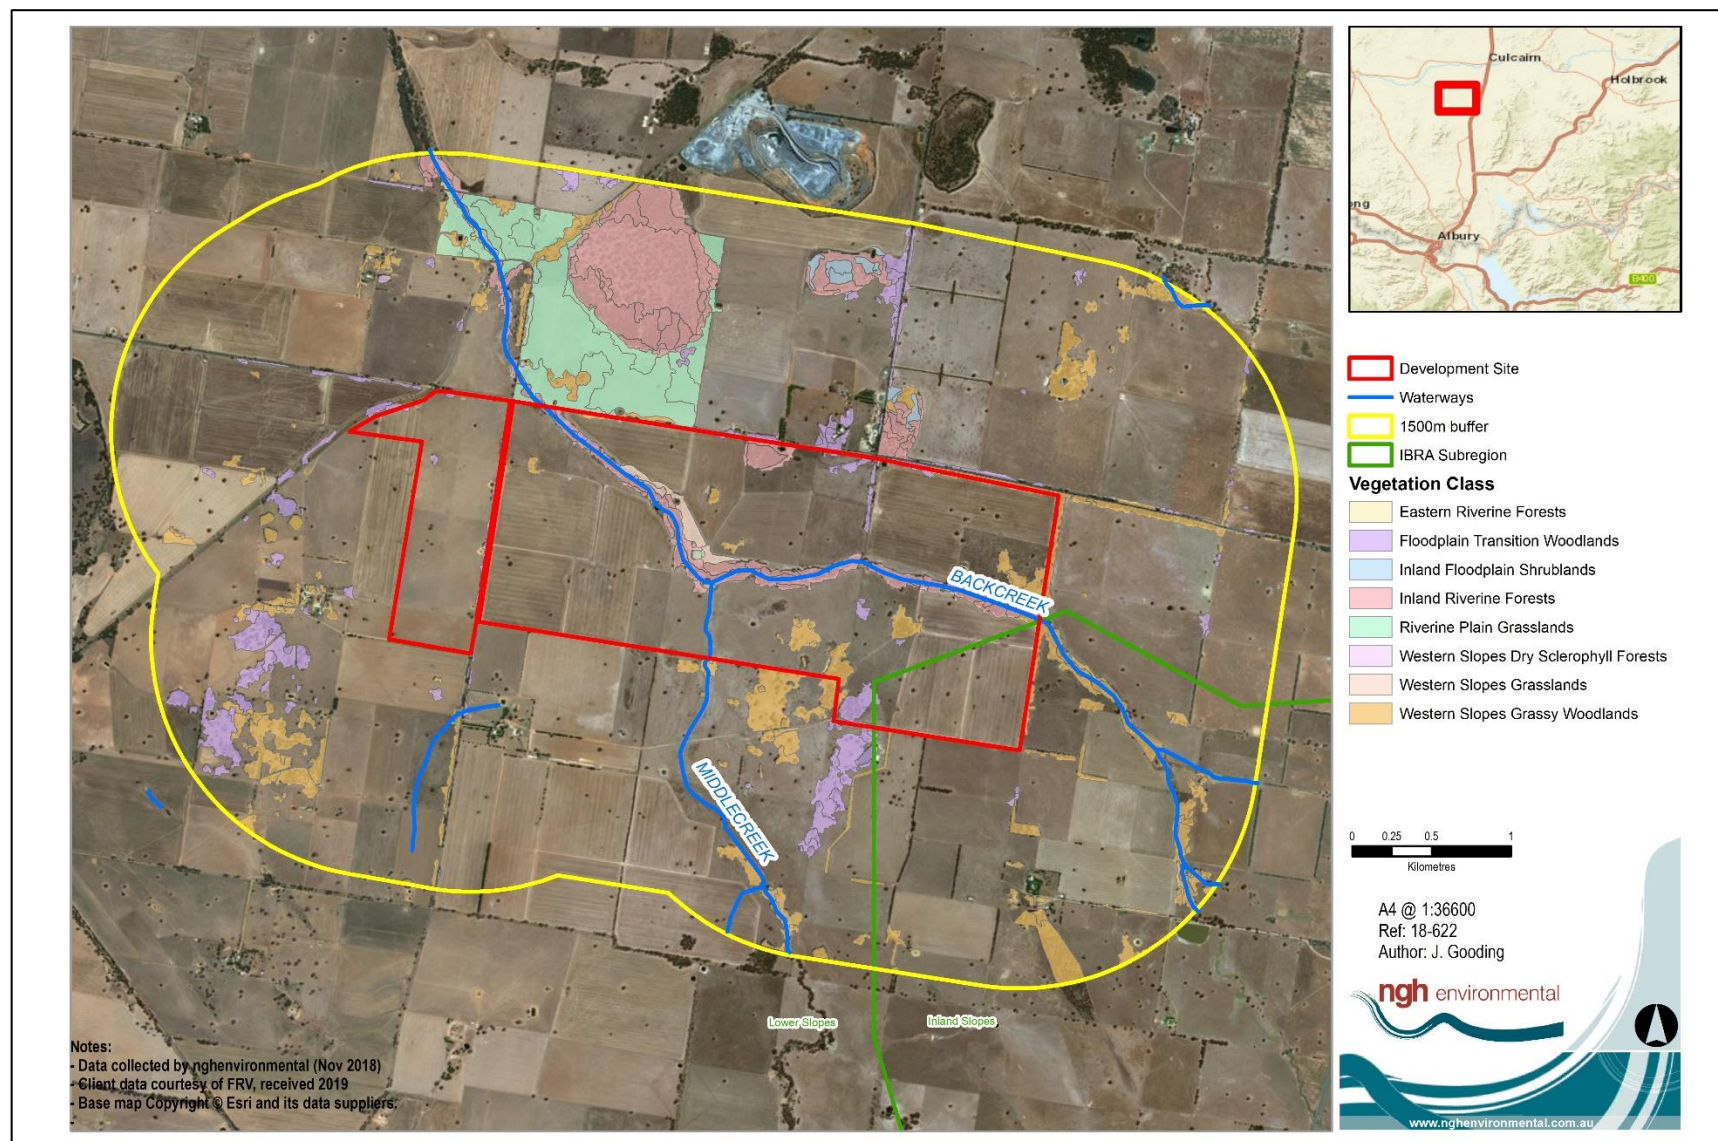 Culcairn
Holbrook
eng
Albury
B400
Development Site
Waterways
1500m buffer
IBRA Subregion
Vegetation Class
Eastern Riverine Forests
Floodplain Transition Woodlands
Inland Floodplain Shrublands
Inland Riverine Forests
Riverine Plain Grasslands
Western Slopes Dry Sclerophyll Forests
Western Slopes Grasslands
Western Slopes Grassy Woodlands
BACKCREEK
MIDDLECREEK
Lower Slopes
Inland Slopes
0 0.25 0.5 1
Kilometres
A4 @ 1:36600
Ref: 18-622
Author: J. Gooding
ngh environmental
www.nghenvironmental.com.au
Notes:
- Data collected by nghenvironmental (Nov 2018)
- Client data courtesy of FRV, received 2019
- Base map Copyright © Esri and its data suppliers.
-